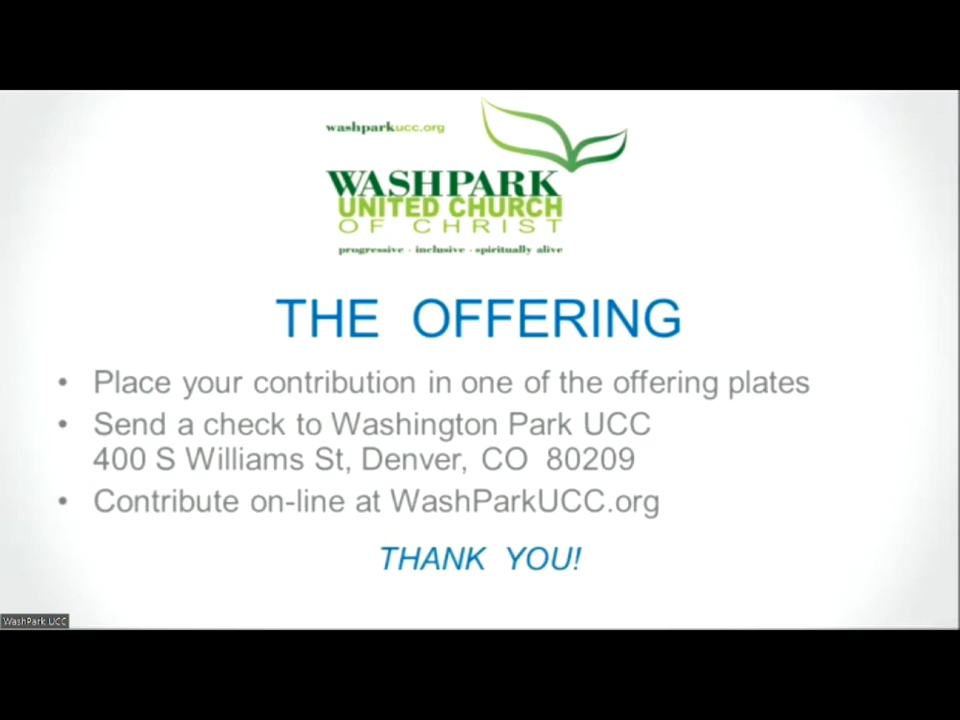 washparkucc.org
WASHPARK
UNITED CHURCH
OF CHRIST
progressive - inclusive - spiritually alive
THE OFFERING
• Place your contribution in one of the offering plates
• Send a check to Washington Park UCC
400 S Williams St, Denver, CO 80209
• Contribute on-line at WashParkUCC.org
THANK YOU!
WashPark UCC